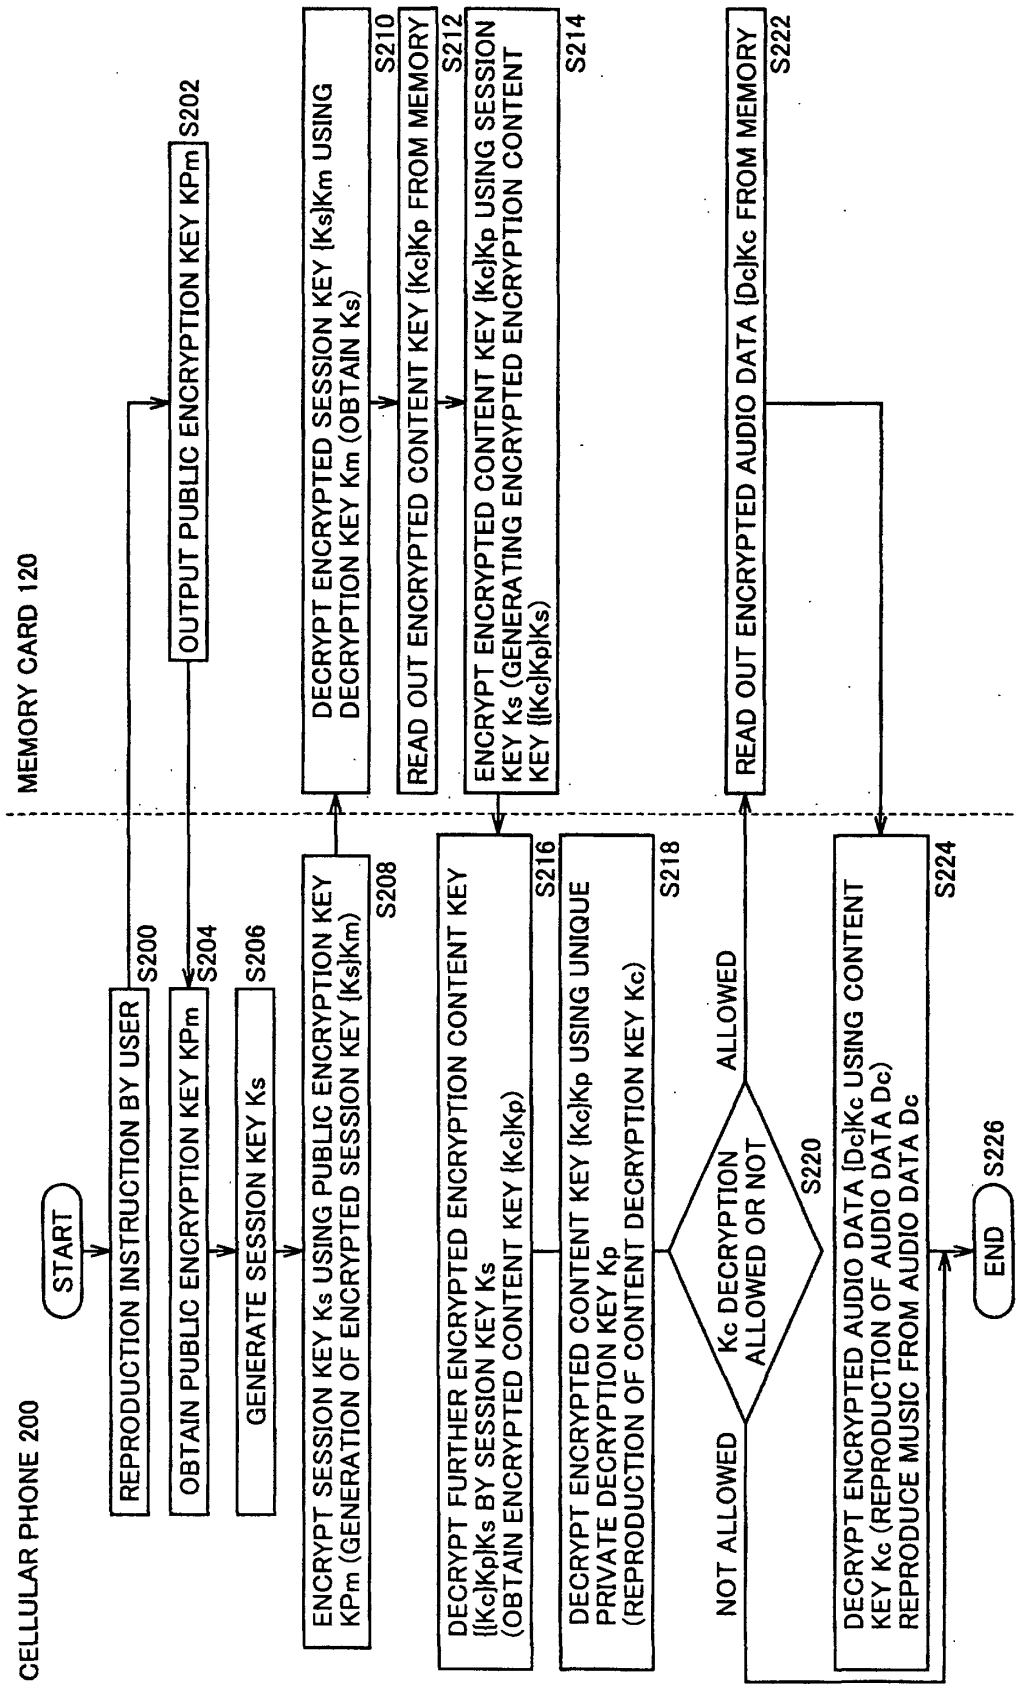 CELLULAR PHONE 200
MEMORY CARD 120
START
REPRODUCTION INSTRUCTION BY USER
S200
OUTPUT PUBLIC ENCRYPTION KEY KPm
S202
OBTAIN PUBLIC ENCRYPTION KEY KPm
S204
GENERATE SESSION KEY Ks
S206
ENCRYPT SESSION KEY Ks USING PUBLIC ENCRYPTION KEY
KPm (GENERATION OF ENCRYPTED SESSION KEY [Ks]Km)
S208
DECRYPT ENCRYPTED SESSION KEY [Ks]Km USING
DECRYPTION KEY Km (OBTAIN Ks)
S210
READ OUT ENCRYPTED CONTENT KEY [Kc]Kp FROM MEMORY
S212
ENCRYPT ENCRYPTED CONTENT KEY [Kc]Kp USING SESSION
KEY Ks (GENERATING ENCRYPTED ENCRYPTION CONTENT
KEY [[Kc]Kp]Ks)
S214
DECRYPT FURTHER ENCRYPTED ENCRYPTION CONTENT KEY
[[Kc]Kp]Ks BY SESSION KEY Ks
(OBTAIN ENCRYPTED CONTENT KEY [Kc]Kp)
S216
DECRYPT ENCRYPTED CONTENT KEY [Kc]Kp USING UNIQUE
PRIVATE DECRYPTION KEY Kp
(REPRODUCTION OF CONTENT DECRYPTION KEY Kc)
S218
Kc DECRYPTION
ALLOWED OR NOT
S220
NOT ALLOWED
ALLOWED
READ OUT ENCRYPTED AUDIO DATA [Dc]Kc FROM MEMORY
S222
DECRYPT ENCRYPTED AUDIO DATA [Dc]Kc USING CONTENT
KEY Kc (REPRODUCTION OF AUDIO DATA Dc)
REPRODUCE MUSIC FROM AUDIO DATA Dc
S224
END
S226